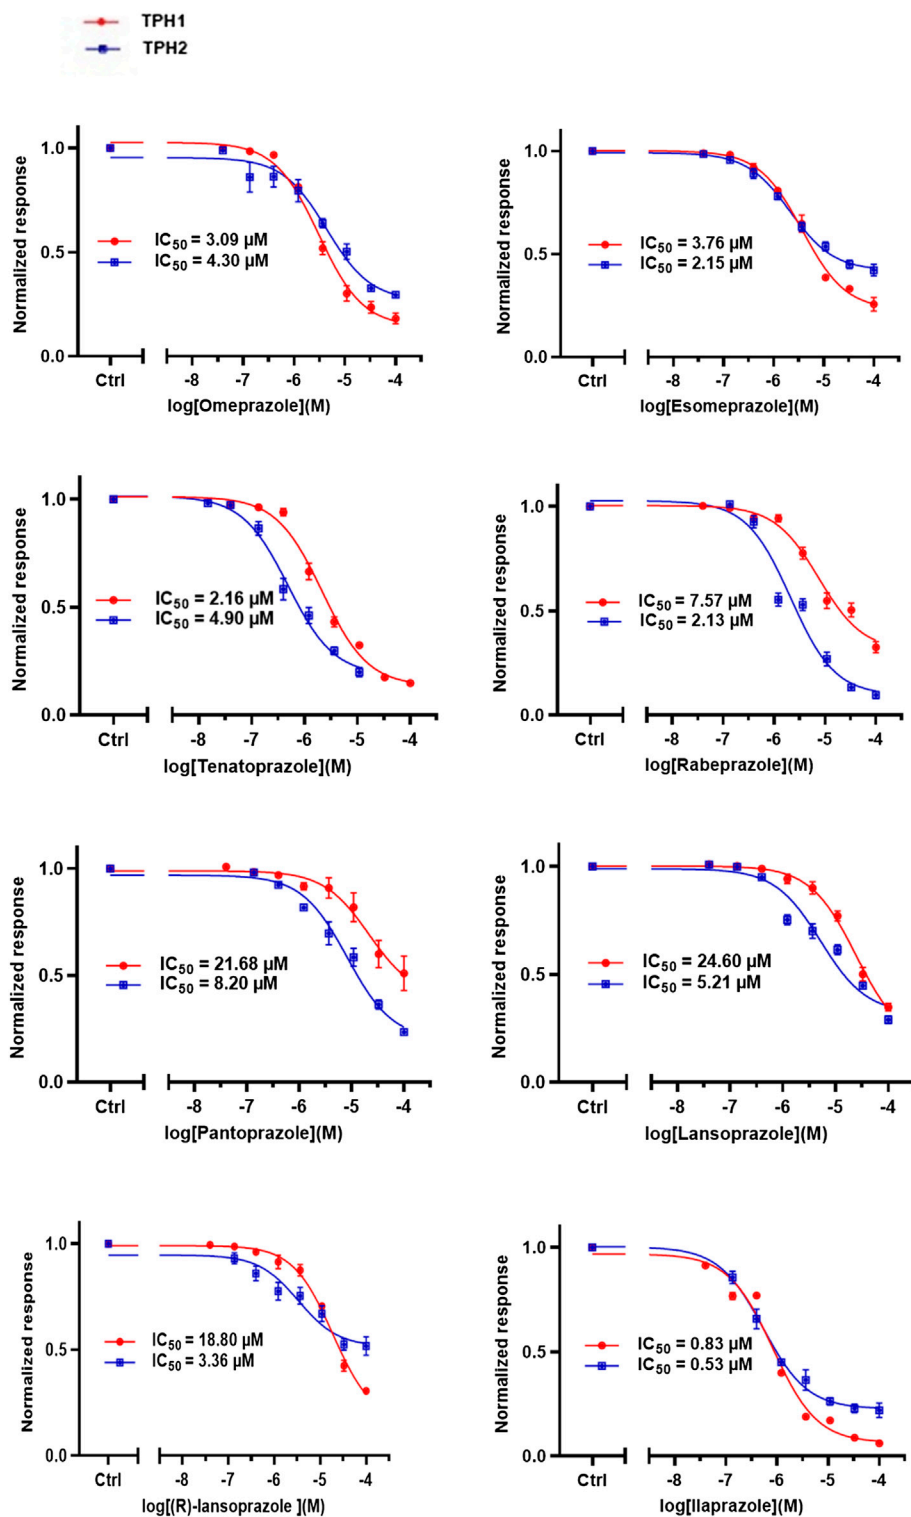 TPH1
TPH2
Normalized response
1.0
0.5
0.0
IC50 = 3.09 µM
IC50 = 4.30 µM
Ctrl
-8 -7 -6 -5 -4
log[Omeprazole](M)
Normalized response
1.0
0.5
0.0
IC50 = 3.76 µM
IC50 = 2.15 µM
Ctrl
-8 -7 -6 -5 -4
log[Esomeprazole](M)
Normalized response
1.0
0.5
0.0
IC50 = 2.16 µM
IC50 = 4.90 µM
Ctrl
-8 -7 -6 -5 -4
log[Tenatoprazole](M)
Normalized response
1.0
0.5
0.0
IC50 = 7.57 µM
IC50 = 2.13 µM
Ctrl
-8 -7 -6 -5 -4
log[Rabeprazole](M)
Normalized response
1.0
0.5
0.0
IC50 = 21.68 µM
IC50 = 8.20 µM
Ctrl
-8 -7 -6 -5 -4
log[Pantoprazole](M)
Normalized response
1.0
0.5
0.0
IC50 = 24.60 µM
IC50 = 5.21 µM
Ctrl
-8 -7 -6 -5 -4
log[Lansoprazole](M)
Normalized response
1.0
0.5
0.0
IC50 = 18.80 µM
IC50 = 3.36 µM
Ctrl
-8 -7 -6 -5 -4
log[(R)-lansoprazole ](M)
Normalized response
1.0
0.5
0.0
IC50 = 0.83 µM
IC50 = 0.53 µM
Ctrl
-8 -7 -6 -5 -4
log[Ilaprazole](M)